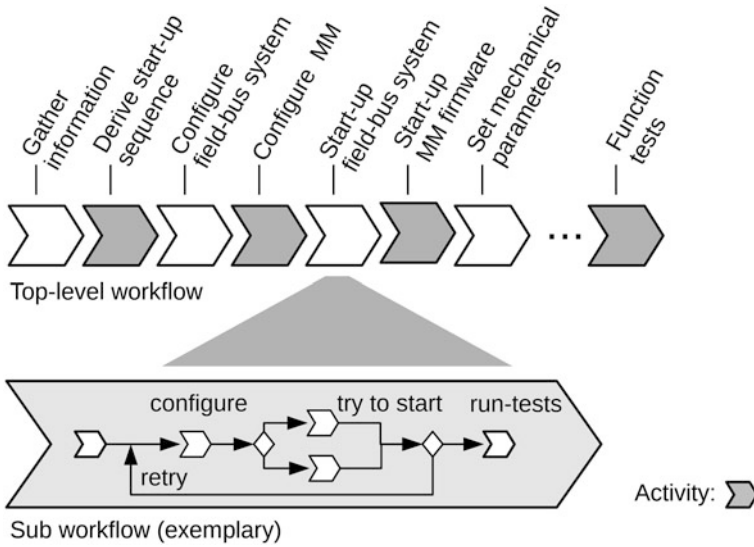 Gather
information
Derive start-up
sequence
Configure
field-bus system
Configure MM
Start-up
field-bus system
Start-up
MM firmware
Set mechanical
parameters
Function
tests
...
Top-level workflow
configure
try to start
run-tests
retry
Activity:
Sub workflow (exemplary)